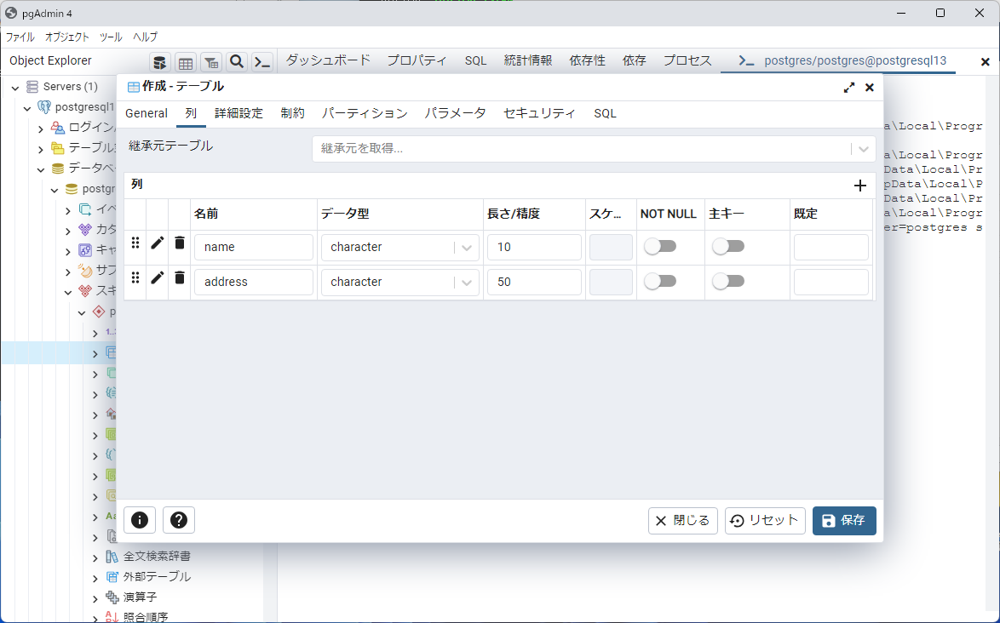 pgAdmin 4
ファイル オブジェクト ツール ヘルプ
Object Explorer
ダッシュボード プロパティ SQL 統計情報 依存性 依存 プロセス postgres/postgres@postgresql13
Servers (1)
postgresql1
ログイン
テーブル
データベ
postgr
イベ
カタ
キャ
サブ
スキ
p
1..
Aa
全文検索辞書
外部テーブル
演算子
照合順序
作成 - テーブル
General 列 詳細設定 制約 パーティション パラメータ セキュリティ SQL
継承元テーブル 継承元を取得...
列
名前 データ型 長さ/精度 スケ... NOT NULL 主キー 既定
name character 10
address character 50
閉じる リセット 保存
a\Local\Progr
a\Local\Progr
Data\Local\Pr
pData\Local\P
Data\Local\Pr
a\Local\Progr
er=postgres s